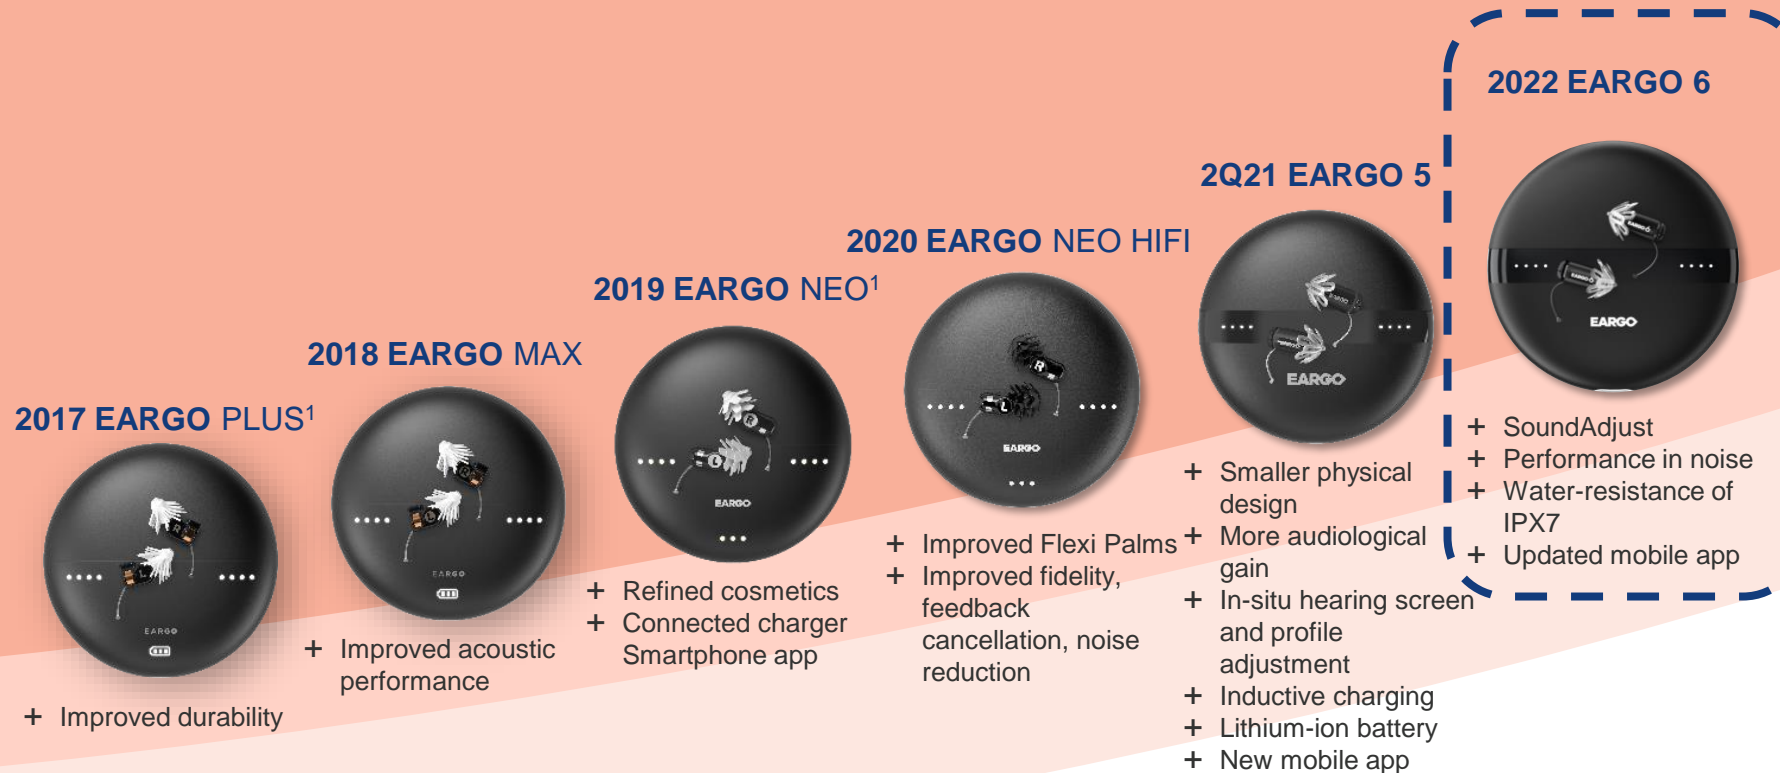 2017 EARGO PLUS¹
EARGO
+ Improved durability
2018 EARGO MAX
EARGO
+ Improved acoustic
performance
2019 EARGO NEO¹
R
L
EARGO
+ Refined cosmetics
+ Connected charger
Smartphone app
2020 EARGO NEO HIFI
R
L
EARGO
+ Improved Flexi Palms
+ Improved fidelity,
feedback
cancellation, noise
reduction
2Q21 EARGO 5
EARGO
+ Smaller physical
design
+ More audiological
gain
+ In-situ hearing screen
and profile
adjustment
+ Inductive charging
+ Lithium-ion battery
+ New mobile app
2022 EARGO 6
EARGO
+ SoundAdjust
+ Performance in noise
+ Water-resistance of
IPX7
+ Updated mobile app